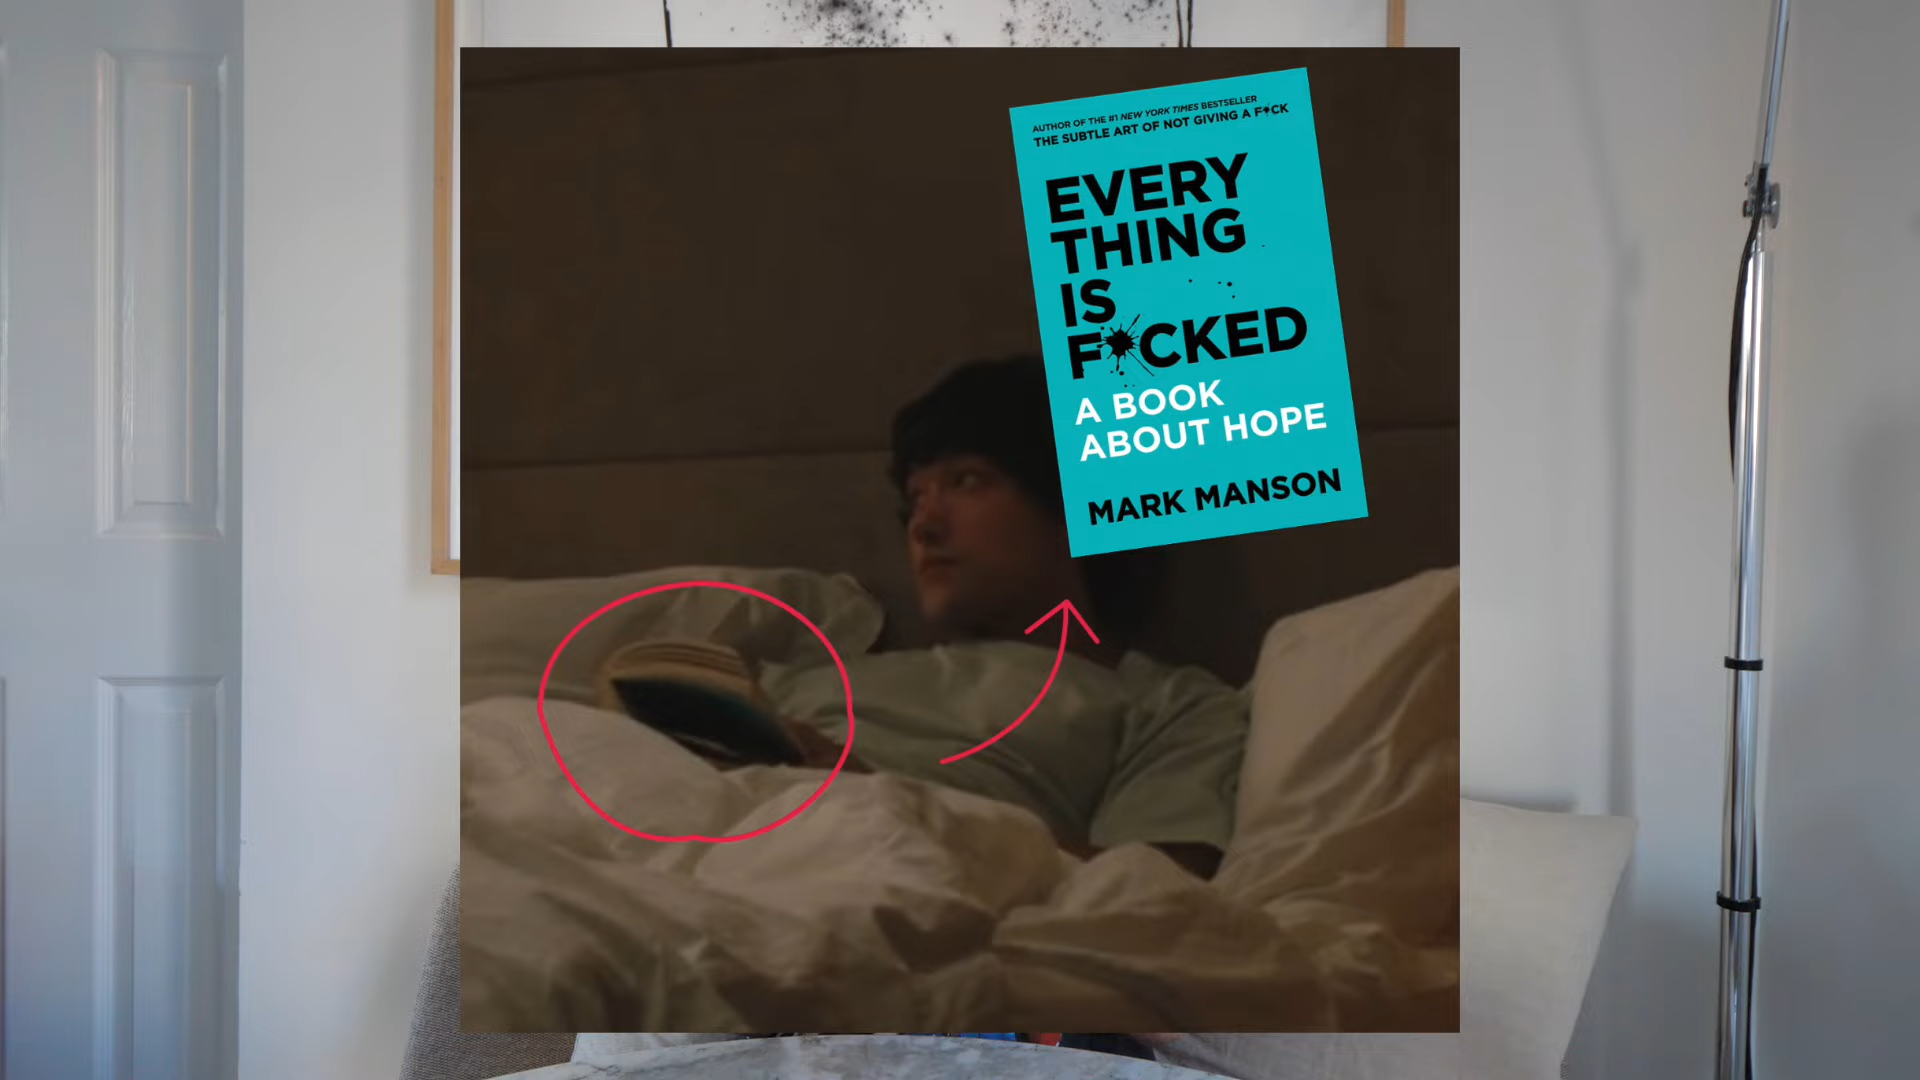 AUTHOR OF THE #1 NEW YORK TIMES BESTSELLER
THE SUBTLE ART OF NOT GIVING A F*CK
EVERY
THING
IS
F*CKED
A BOOK
ABOUT HOPE
MARK MANSON